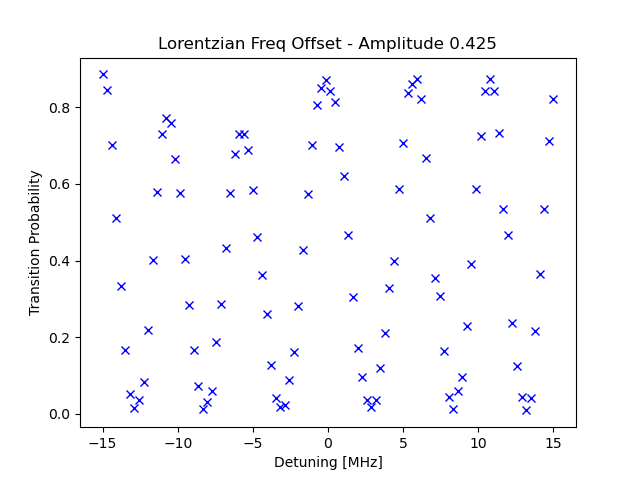 Lorentzian Freq Offset - Amplitude 0.425
Transition Probability
0.8
0.6
0.4
0.2
0.0
−15 −10 −5 0 5 10 15
Detuning [MHz]